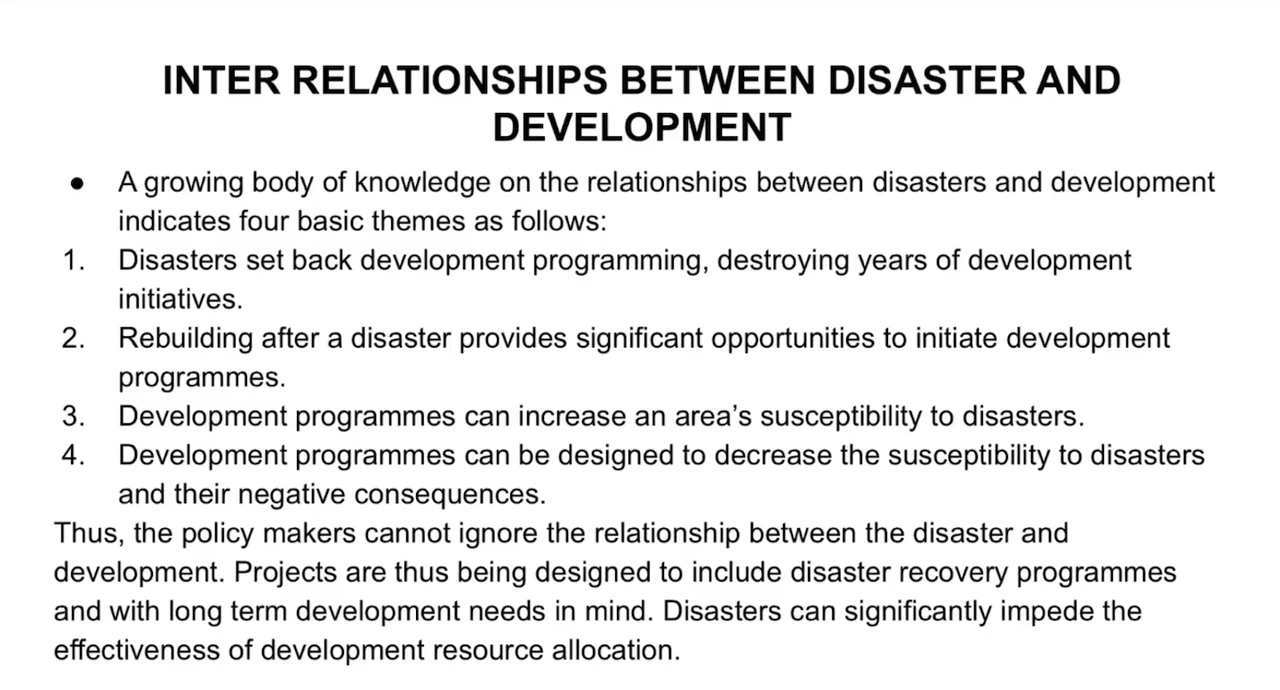 INTER RELATIONSHIPS BETWEEN DISASTER AND
DEVELOPMENT
● A growing body of knowledge on the relationships between disasters and development
indicates four basic themes as follows:
1. Disasters set back development programming, destroying years of development
initiatives.
2. Rebuilding after a disaster provides significant opportunities to initiate development
programmes.
3. Development programmes can increase an area’s susceptibility to disasters.
4. Development programmes can be designed to decrease the susceptibility to disasters
and their negative consequences.
Thus, the policy makers cannot ignore the relationship between the disaster and
development. Projects are thus being designed to include disaster recovery programmes
and with long term development needs in mind. Disasters can significantly impede the
effectiveness of development resource allocation.